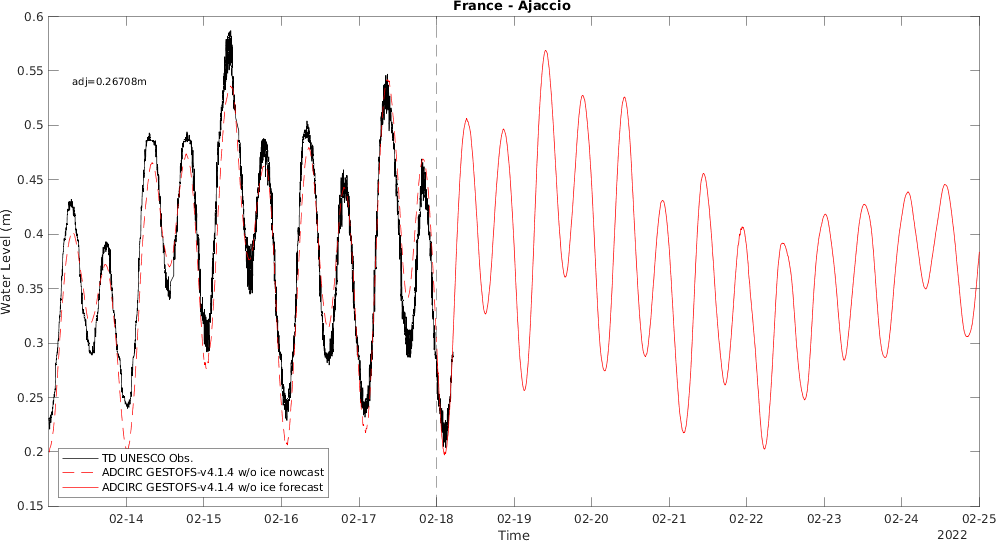 France - Ajaccio
0.6
0.55
0.5
0.45
0.4
0.35
0.3
0.25
0.2
0.15
Water Level (m)
adj=0.26708m
TD UNESCO Obs.
ADCIRC GESTOFS-v4.1.4 w/o ice nowcast
ADCIRC GESTOFS-v4.1.4 w/o ice forecast
02-14 02-15 02-16 02-17 02-18 02-19 02-20 02-21 02-22 02-23 02-24 02-25
Time
2022